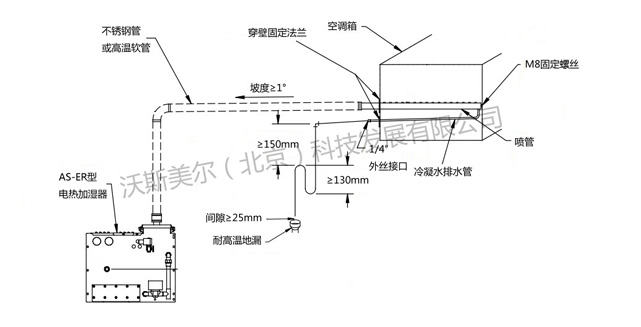 不锈钢管
或高温软管
穿壁固定法兰
空调箱
M8固定螺丝
坡度≥1°
喷管
≥150mm
1/4"
外丝接口
冷凝水排水管
≥130mm
AS-ER型
电热加湿器
间隙≥25mm
耐高温地漏
沃斯美尔（北京）科技发展有限公司